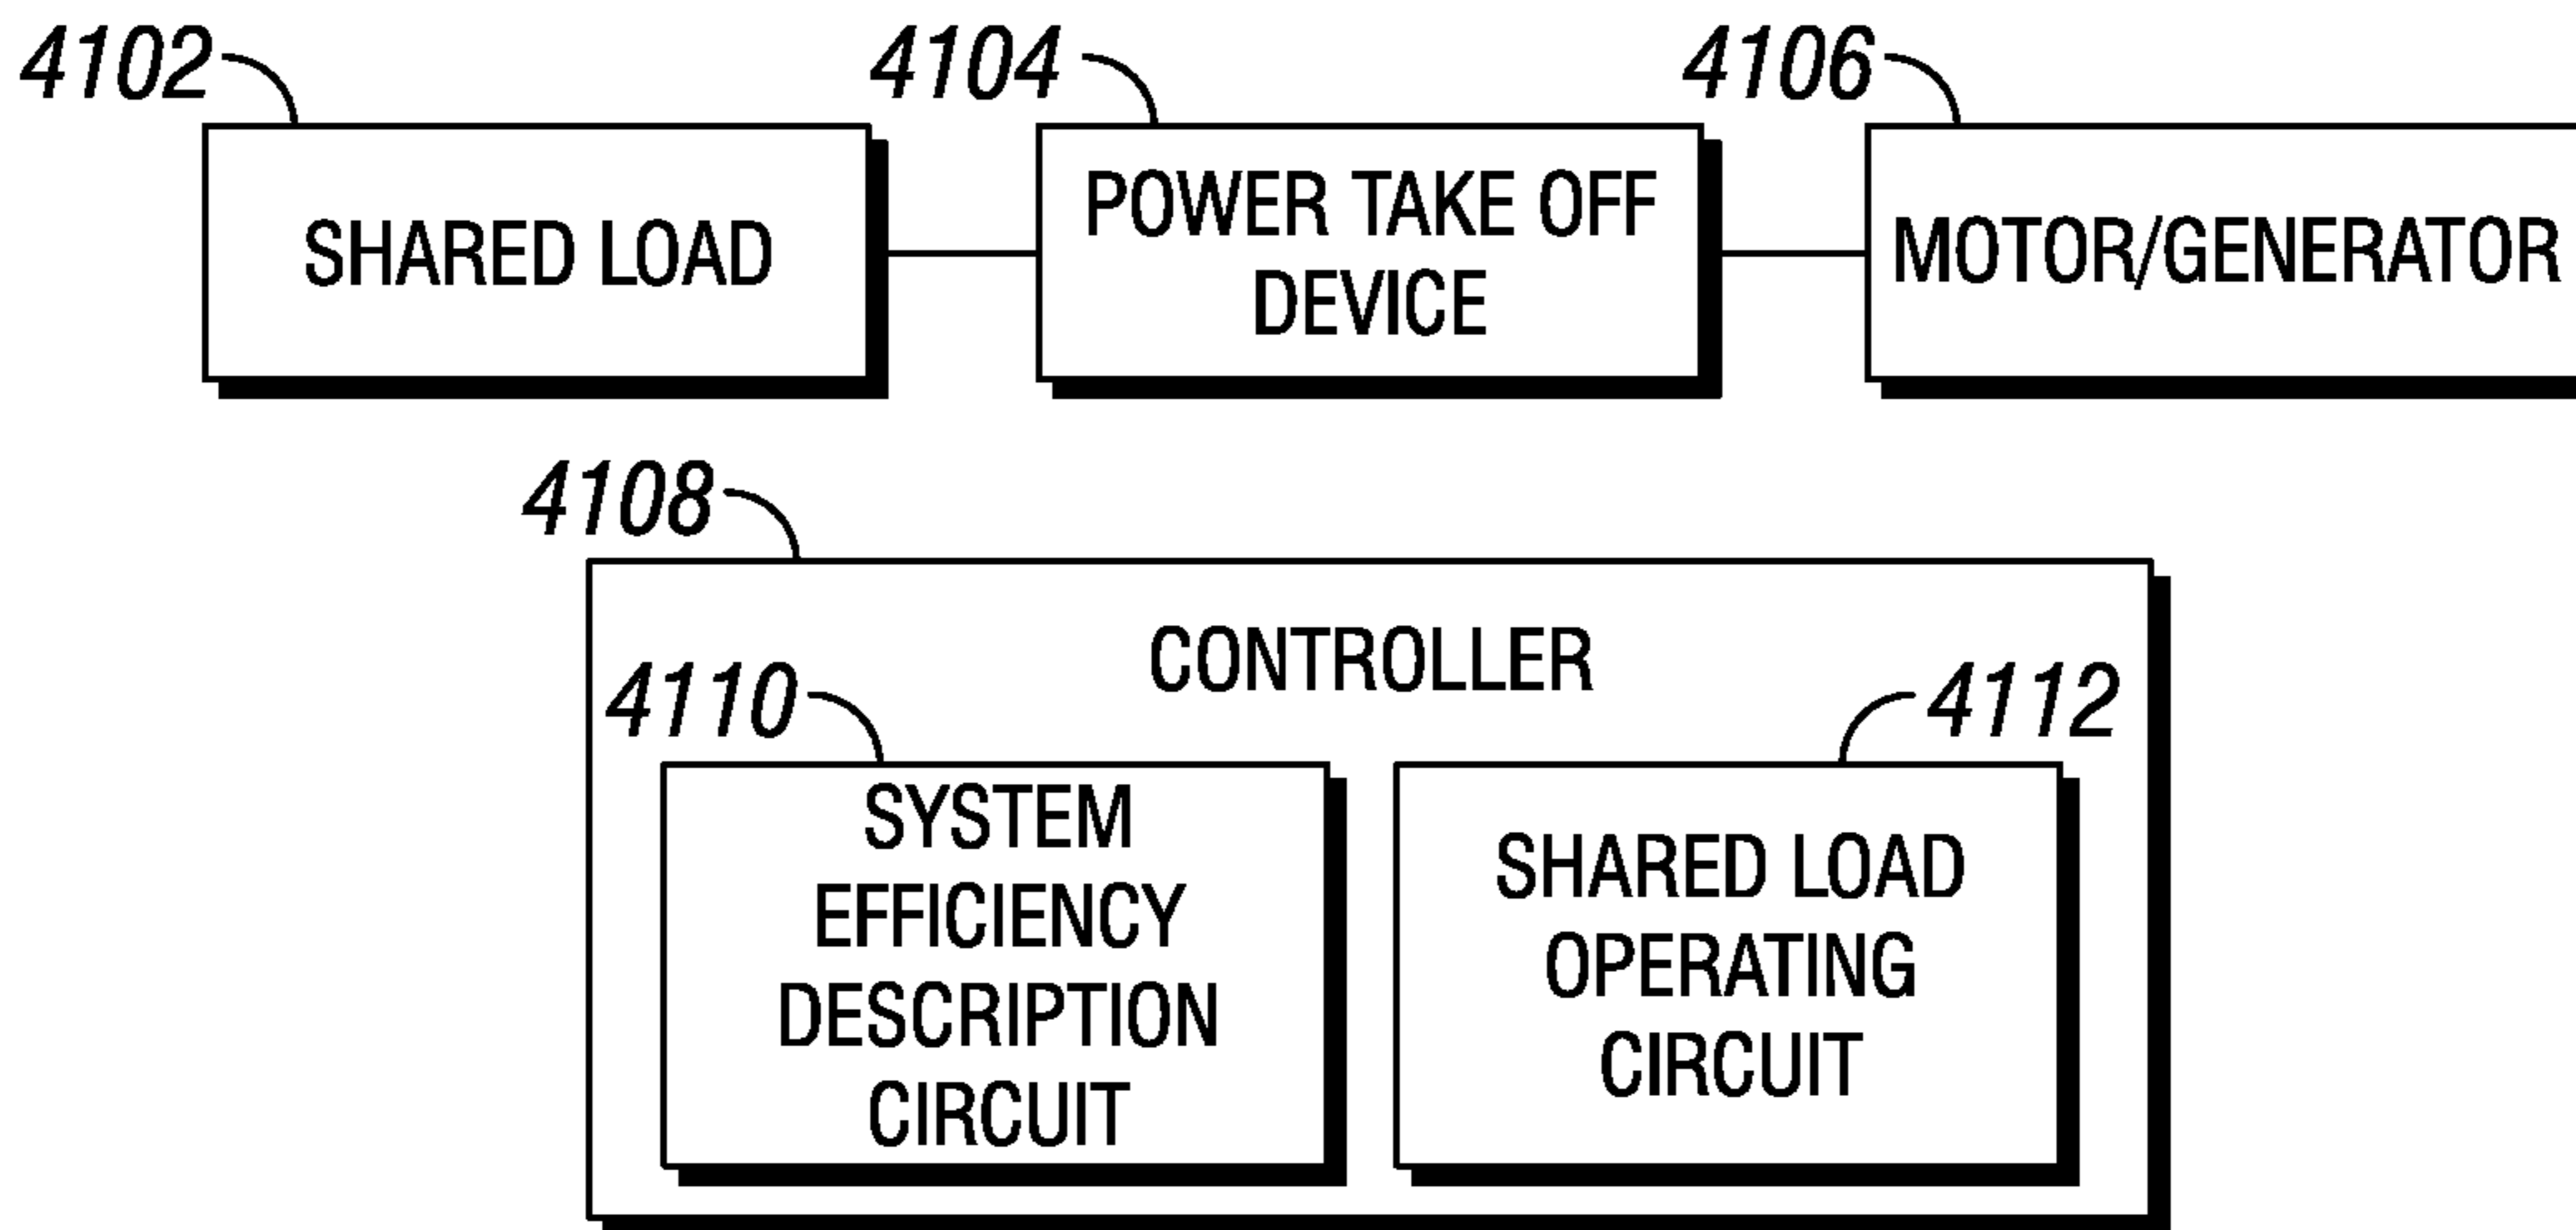 4102
4104
4106
SHARED LOAD
POWER TAKE OFF
DEVICE
MOTOR/GENERATOR
4108
CONTROLLER
4110
4112
SYSTEM
EFFICIENCY
DESCRIPTION
CIRCUIT
SHARED LOAD
OPERATING
CIRCUIT